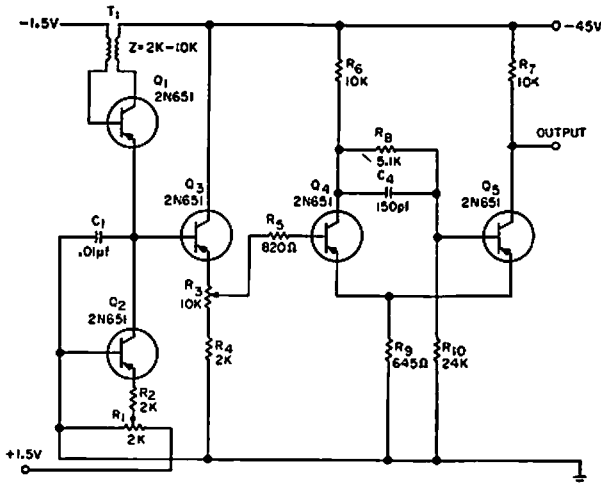 T1
-1.5V
-45V
Z=2K-10K
Q1
2N651
R6
10K
R7
10K
OUTPUT
R8
5.1K
C4
150pf
Q3
2N651
Q4
2N651
Q5
2N651
R5
820Ω
C1
.01μf
R3
10K
Q2
2N651
R4
2K
R9
645Ω
R10
24K
R2
2K
R1
2K
+1.5V